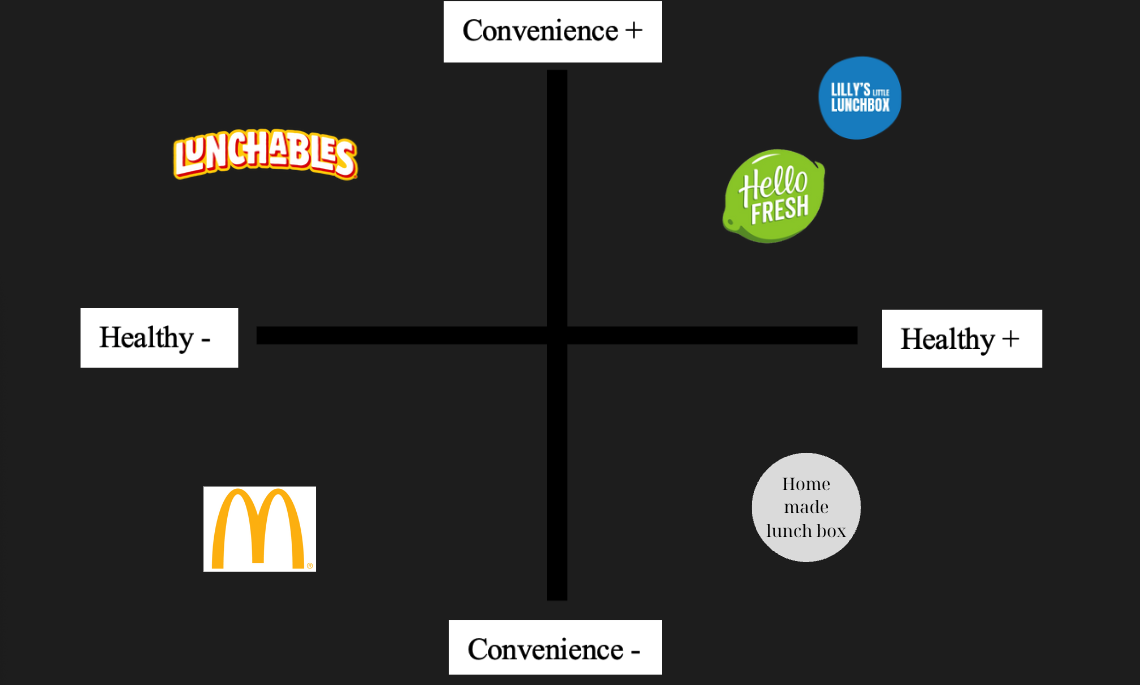 Convenience +
LILLY'S LITTLE
LUNCHBOX
LUNCHABLES
Hello
FRESH
Healthy -
Healthy +
Home
made
lunch box
M
Convenience -